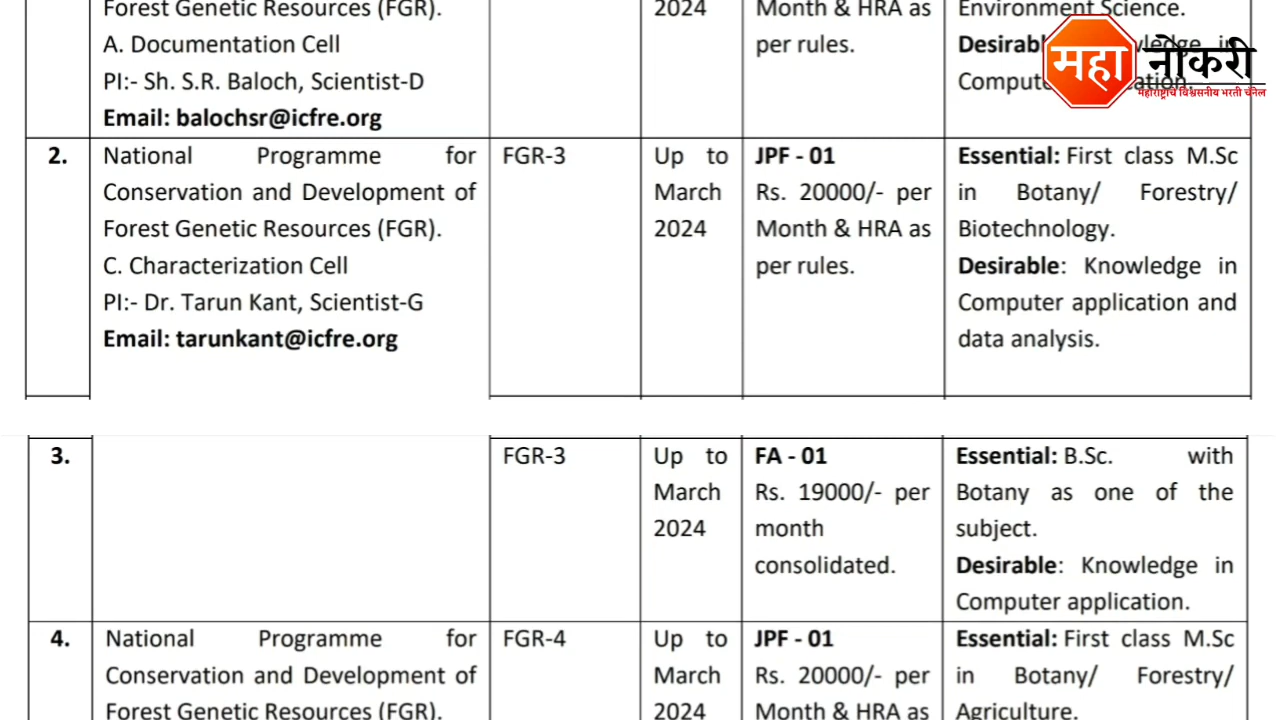 Forest Genetic Resources (FGR).
A. Documentation Cell
PI:- Sh. S.R. Baloch, Scientist-D
Email: balochsr@icfre.org
2024
Month & HRA as
per rules.
Environment Science.
महा नोकरी
महाराष्ट्राचे विश्वसनीय भरती चॅनेल
2.
National Programme for
Conservation and Development of
Forest Genetic Resources (FGR).
C. Characterization Cell
PI:- Dr. Tarun Kant, Scientist-G
Email: tarunkant@icfre.org
FGR-3
Up to
March
2024
JPF - 01
Rs. 20000/- per
Month & HRA as
per rules.
Essential: First class M.Sc
in Botany/ Forestry/
Biotechnology.
Desirable: Knowledge in
Computer application and
data analysis.
3.
FGR-3
Up to
March
2024
FA - 01
Rs. 19000/- per
month
consolidated.
Essential: B.Sc. with
Botany as one of the
subject.
Desirable: Knowledge in
Computer application.
4.
National Programme for
Conservation and Development of
Forest Genetic Resources (FGR).
FGR-4
Up to
March
2024
JPF - 01
Rs. 20000/- per
Month & HRA as
Essential: First class M.Sc
in Botany/ Forestry/
Agriculture.